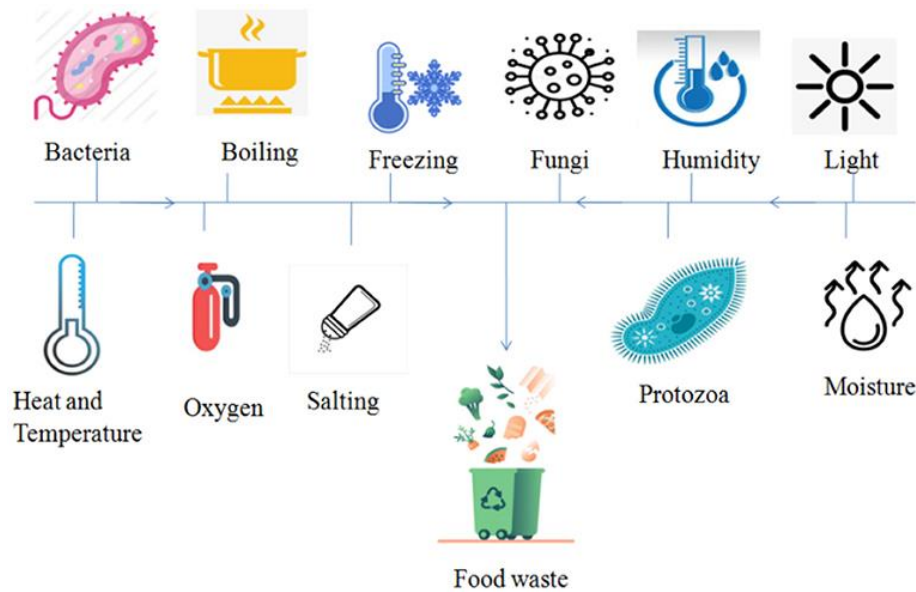 Bacteria
Boiling
Freezing
Fungi
Humidity
Light
Heat and
Temperature
Oxygen
Salting
Protozoa
Moisture
Food waste